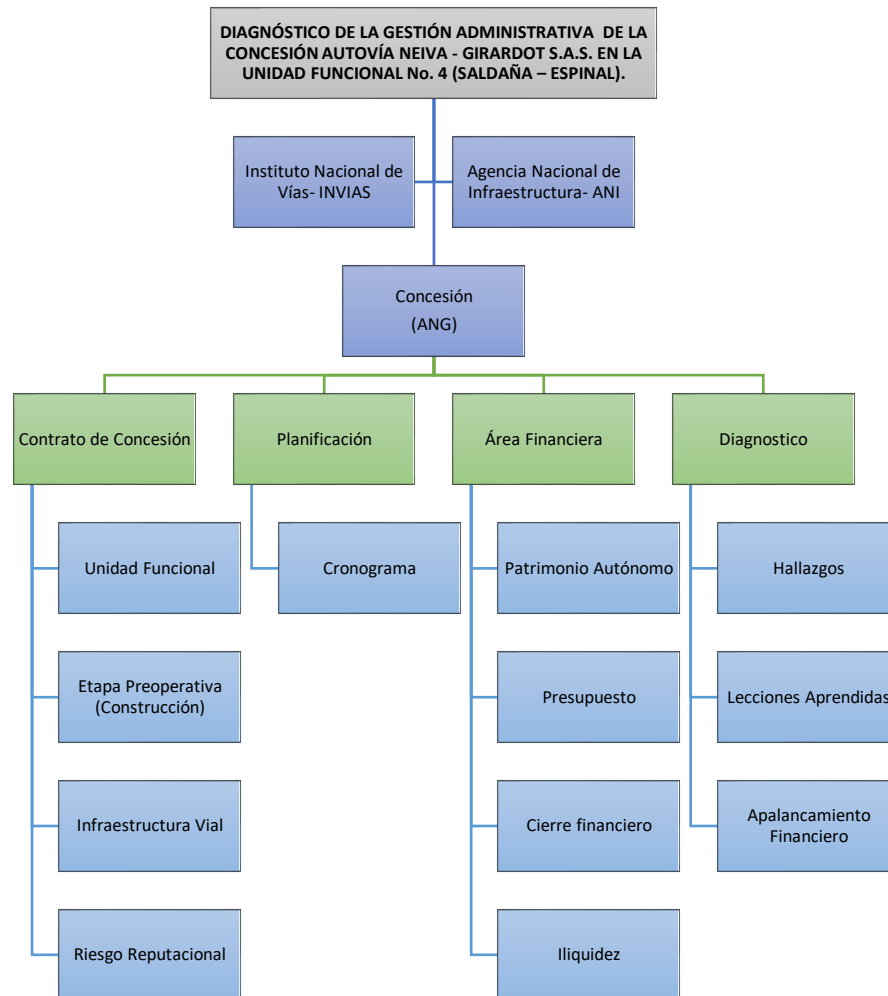 DIAGNÓSTICO DE LA GESTIÓN ADMINISTRATIVA DE LA
CONCESIÓN AUTOVÍA NEIVA - GIRARDOT S.A.S. EN LA
UNIDAD FUNCIONAL No. 4 (SALDAÑA – ESPINAL).
Instituto Nacional de
Vías- INVIAS
Agencia Nacional de
Infraestructura- ANI
Concesión
(ANG)
Contrato de Concesión
Planificación
Área Financiera
Diagnostico
Unidad Funcional
Cronograma
Patrimonio Autónomo
Hallazgos
Etapa Preoperativa
(Construcción)
Presupuesto
Lecciones Aprendidas
Infraestructura Vial
Cierre financiero
Apalancamiento
Financiero
Riesgo Reputacional
Iliquidez